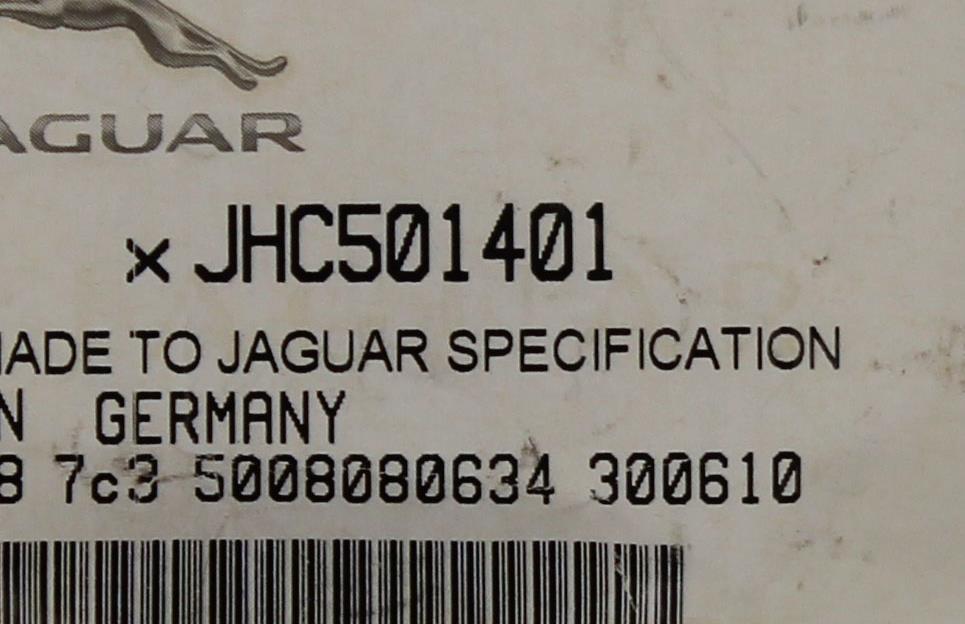 AGUAR
x JHC501401
MADE TO JAGUAR SPECIFICATION
N GERMANY
8 7c3 5008080634 300610